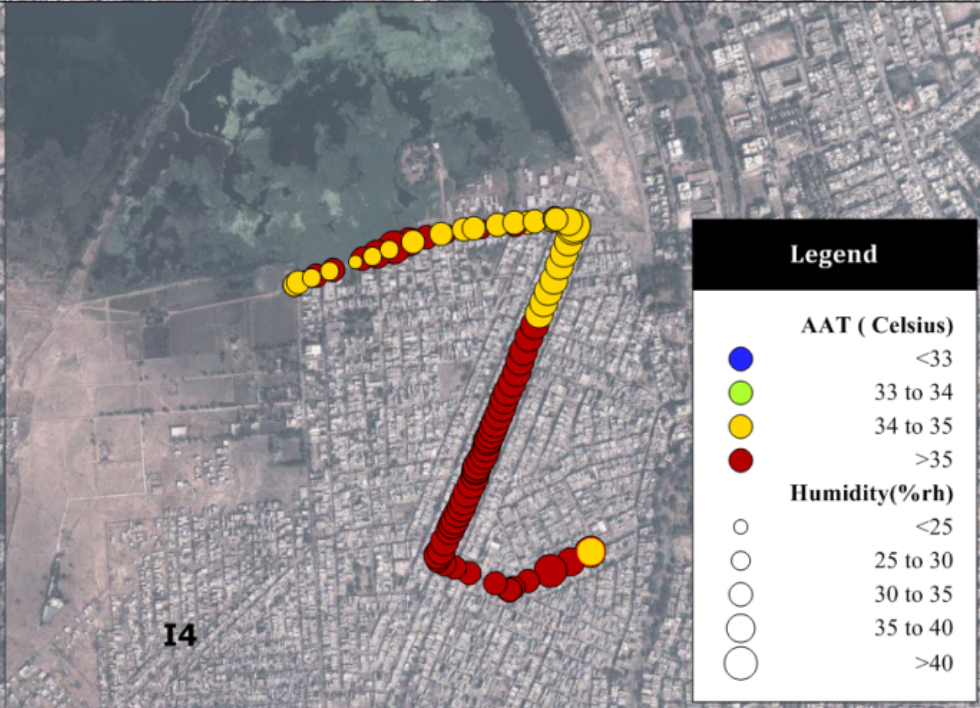 Legend
AAT ( Celsius)
<33
33 to 34
34 to 35
>35
Humidity(%rh)
<25
25 to 30
30 to 35
35 to 40
>40
I4